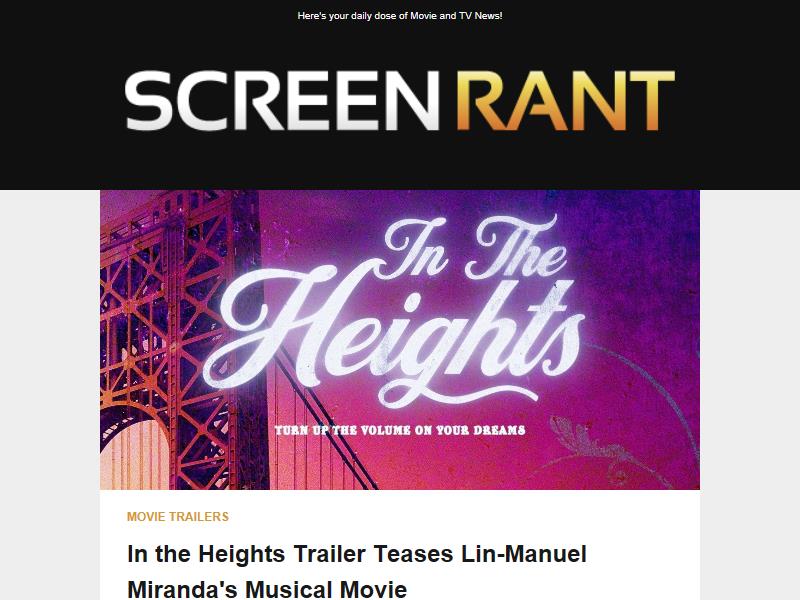 Here's your daily dose of Movie and TV News!
SCREEN RANT
In The
Heights
TURN UP THE VOLUME ON YOUR DREAMS
MOVIE TRAILERS
In the Heights Trailer Teases Lin-Manuel
Miranda's Musical Movie